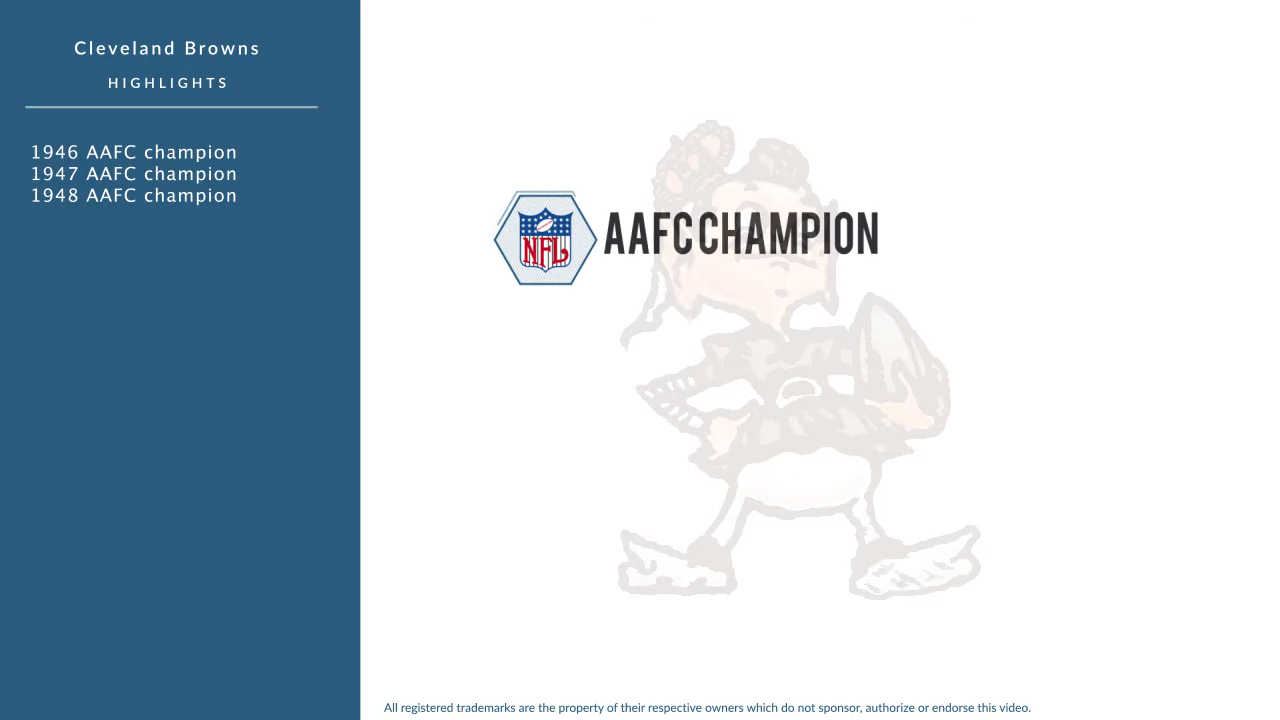 Cleveland Browns
HIGHLIGHTS
1946 AAFC champion
1947 AAFC champion
1948 AAFC champion
NFL
AAFC CHAMPION
All registered trademarks are the property of their respective owners which do not sponsor, authorize or endorse this video.